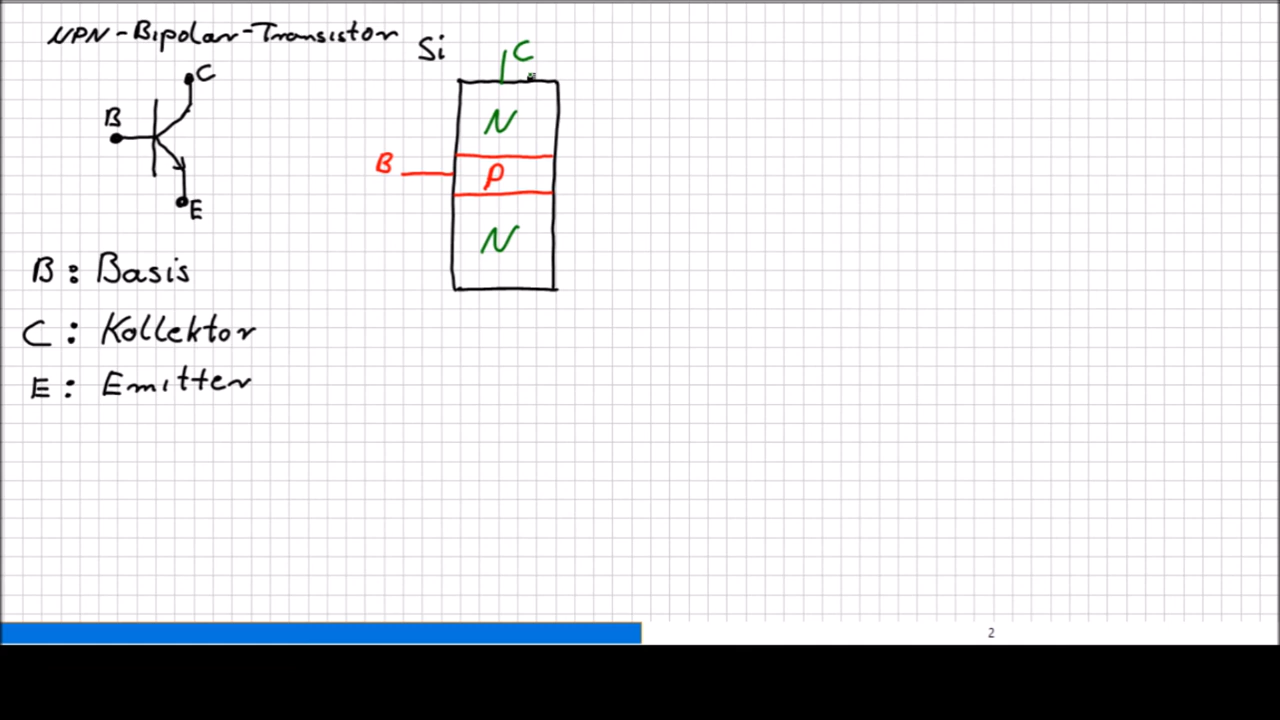 NPN-Bipolar-Transistor
Si
C
C
B
N
B
P
E
N
B: Basis
C: Kollektor
E: Emitter
2